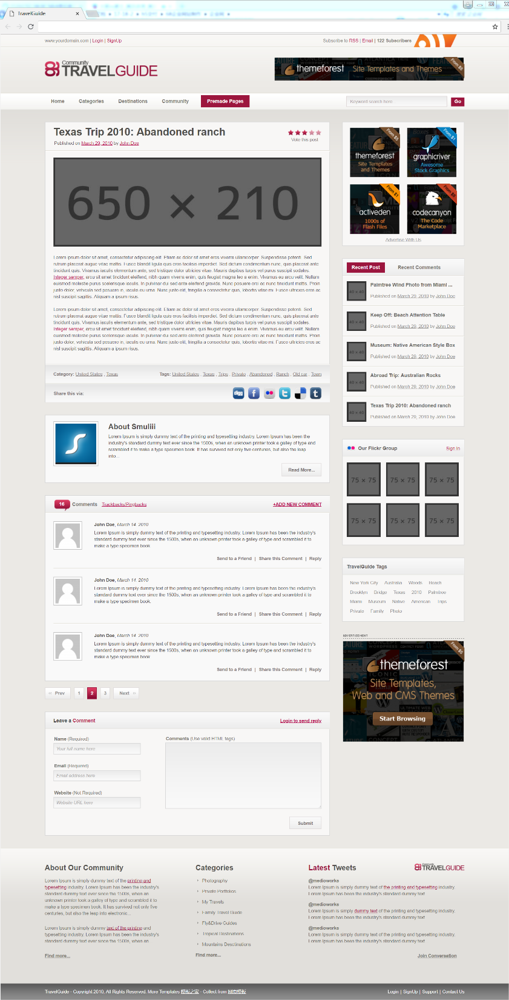 TravelGuide
www.yourdomain.com | Login | SignUp
Subscribe to RSS | Email | 122 Subscribers
Community
TRAVELGUIDE
themeforest Site Templates and Themes
From $5
Home Categories Destinations Community Premade Pages
Keyword search here
Go
Texas Trip 2010: Abandoned ranch
Published on March 29, 2010 by John Doe
Vote this post
650 × 210
Lorem ipsum dolor sit amet, consectetur adipiscing elit. Etiam ac dolor sit amet eros viverra ullamcorper. Suspendisse potenti. Sed
rutrum placerat augue vitae mattis. Fusce blandit ligula quis eros facilisis imperdiet. Sed dictum condimentum nunc, quis placerat ante
tincidunt quis. Vivamus iaculis elementum ante, sed tristique dolor ultricies vitae. Mauris dapibus turpis vel purus suscipit sodales.
Integer semper, arcu sit amet tincidunt eleifend, nibh quam viverra enim, quis feugiat magna leo a enim. Vivamus eu arcu velit. Nullam
euismod molestie purus scelerisque iaculis. In pulvinar dui sed ante eleifend gravida. Nunc posuere orci ac nunc tincidunt mattis. Proin
justo dolor, vehicula sed posuere in, iaculis eu urna. Nunc justo elit, fringilla a consectetur quis, lobortis vitae mi. Fusce ultrices enim ac
nisl suscipit sagittis. Aliquam a ipsum risus.
Lorem ipsum dolor sit amet, consectetur adipiscing elit. Etiam ac dolor sit amet eros viverra ullamcorper. Suspendisse potenti. Sed
rutrum placerat augue vitae mattis. Fusce blandit ligula quis eros facilisis imperdiet. Sed dictum condimentum nunc, quis placerat ante
tincidunt quis. Vivamus iaculis elementum ante, sed tristique dolor ultricies vitae. Mauris dapibus turpis vel purus suscipit sodales.
Integer semper, arcu sit amet tincidunt eleifend, nibh quam viverra enim, quis feugiat magna leo a enim. Vivamus eu arcu velit. Nullam
euismod molestie purus scelerisque iaculis. In pulvinar dui sed ante eleifend gravida. Nunc posuere orci ac nunc tincidunt mattis. Proin
justo dolor, vehicula sed posuere in, iaculis eu urna. Nunc justo elit, fringilla a consectetur quis, lobortis vitae mi. Fusce ultrices enim ac
nisl suscipit sagittis. Aliquam a ipsum risus.
Category: United States , Texas
Tags: United States , Texas , Trips , Private , Abandoned , Ranch , Old car , Town
Share this via:
digg
About Smuliii
Lorem Ipsum is simply dummy text of the printing and typesetting industry. Lorem Ipsum has been the
industry's standard dummy text ever since the 1500s, when an unknown printer took a galley of type and
scrambled it to make a type specimen book. It has survived not only five centuries, but also the leap
into...
Read More...
16 Comments Trackbacks/Pingbacks
+ADD NEW COMMENT
John Doe, March 14. 2010
Lorem Ipsum is simply dummy text of the printing and typesetting industry. Lorem Ipsum has been the industry's
standard dummy text ever since the 1500s, when an unknown printer took a galley of type and scrambled it to
make a type specimen book.
Send to a Friend | Share this Comment | Reply
John Doe, March 14. 2010
Lorem Ipsum is simply dummy text of the printing and typesetting industry. Lorem Ipsum has been the industry's
standard dummy text ever since the 1500s, when an unknown printer took a galley of type and scrambled it to
make a type specimen book.
Send to a Friend | Share this Comment | Reply
John Doe, March 14. 2010
Lorem Ipsum is simply dummy text of the printing and typesetting industry. Lorem Ipsum has been the industry's
standard dummy text ever since the 1500s, when an unknown printer took a galley of type and scrambled it to
make a type specimen book.
Send to a Friend | Share this Comment | Reply
« Prev 1 2 3 Next »
Leave a Comment
Login to send reply
Name (Required)
Your full name here
Email (Required)
Email address here
Website (Not Required)
Website URL here
Comments (Use valid HTML tags)
Submit
From $5
themeforest
Site Templates
and Themes
From $1
graphicriver
Awesome
Stock Graphics
From $1
activeden
1000s of
Flash Files
From $5
codecanyon
The Code
Marketplace
Advertise With Us
Recent Post Recent Comments
40 × 40
Palmtree Wind Photo from Miami ...
Published on March 29, 2010 by John Doe
40 × 40
Keep Off: Beach Attention Table
Published on March 29, 2010 by John Doe
40 × 40
Museum: Native American Style Box
Published on March 29, 2010 by John Doe
40 × 40
Abroad Trip: Australian Rocks
Published on March 29, 2010 by John Doe
40 × 40
Texas Trip 2010: Abandoned ranch
Published on March 29, 2010 by John Doe
Our Flickr Group
Sign In
75 × 75 75 × 75 75 × 75
75 × 75 75 × 75 75 × 75
TravelGuide Tags
New York City Australia Woods Beach
Brooklyn Bridge Texas 2010 Palmtree
Miami Museum Native American Trips
Private Family Photo
ADVERTISEMENT
From $5
themeforest
Site Templates,
Web and CMS Themes
Start Browsing
About Our Community
Lorem Ipsum is simply dummy text of the printing and
typesetting industry. Lorem Ipsum has been the industry's
standard dummy text ever since the 1500s, when an
unknown printer took a galley of type and scrambled it to
make a type specimen book. It has survived not only five
centuries, but also the leap into electronic...
Lorem Ipsum is simply dummy text of the printing and
typesetting industry. Lorem Ipsum has been the industry's
standard dummy text ever since the 1500s, when an
Find more...
Categories
Photography
Private Portfolios
My Travels
Family Travel Guide
Fly&Drive Guides
Tropical Destinations
Mountains Desctinations
Find more...
Latest Tweets
Community
TRAVELGUIDE
@medioworks
Lorem Ipsum is simply dummy text of the printing and typesetting industry.
Lorem Ipsum has been the industry's standard dummy text
@medioworks
Lorem Ipsum is simply dummy text of the printing and typesetting industry.
Lorem Ipsum has been the industry's standard dummy text
@medioworks
Lorem Ipsum is simply dummy text of the printing and typesetting industry.
Lorem Ipsum has been the industry's standard dummy text
Join Conversation
TravelGuide - Copyright 2010, All Rights Reserved. More Templates 模板之家 - Collect from 网页模板
Login | SignUp | Support | Contact Us